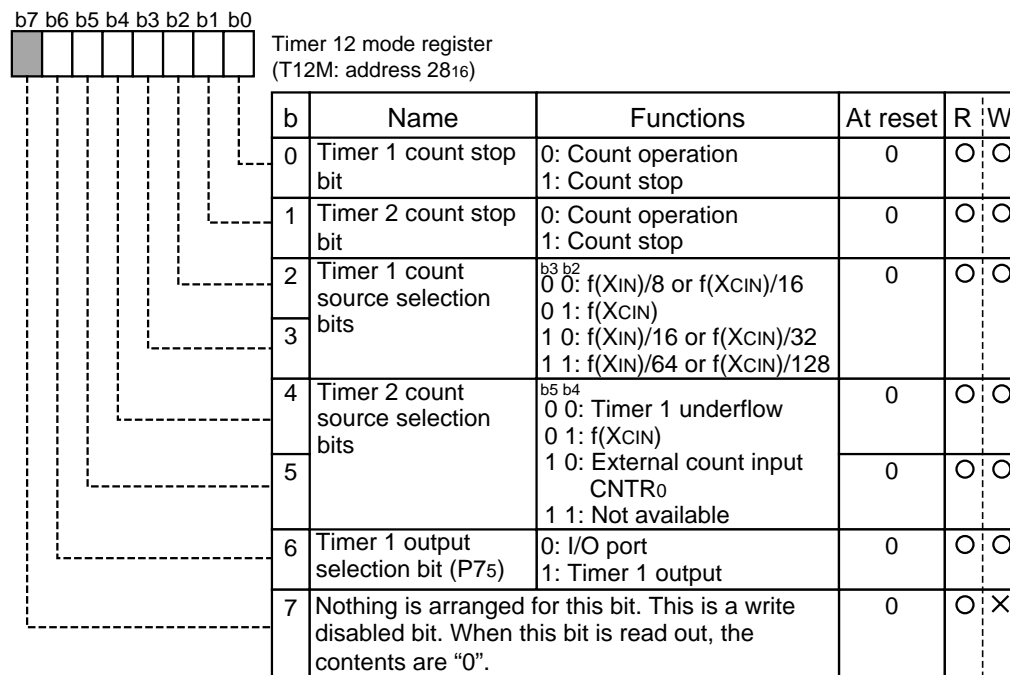 b7 b6 b5 b4 b3 b2 b1 b0
Timer 12 mode register
(T12M: address 2816)
b Name Functions At reset R W
0 Timer 1 count stop bit 0: Count operation 0 O O
1: Count stop
1 Timer 2 count stop bit 0: Count operation 0 O O
1: Count stop
2 Timer 1 count source selection bits b3 b2 0 O O
0 0: f(XIN)/8 or f(XCIN)/16
0 1: f(XCIN)
3 1 0: f(XIN)/16 or f(XCIN)/32
1 1: f(XIN)/64 or f(XCIN)/128
4 Timer 2 count source selection bits b5 b4 0 O O
0 0: Timer 1 underflow
0 1: f(XCIN)
5 1 0: External count input 0 O O
CNTR0
1 1: Not available
6 Timer 1 output selection bit (P75) 0: I/O port 0 O O
1: Timer 1 output
7 Nothing is arranged for this bit. This is a write 0 O ×
disabled bit. When this bit is read out, the
contents are “0”.